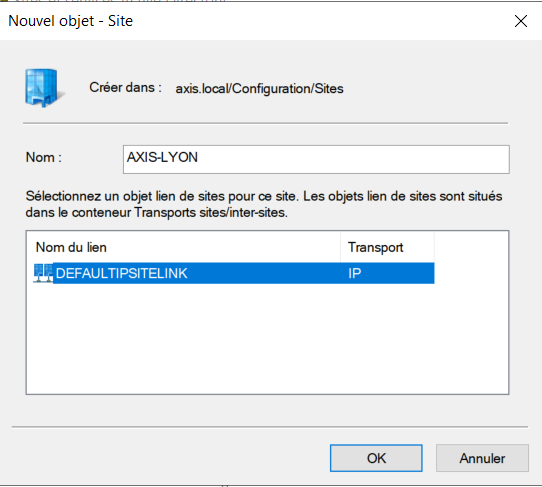 Nouvel objet - Site
Créer dans : axis.local/Configuration/Sites
Nom : AXIS-LYON
Sélectionnez un objet lien de sites pour ce site. Les objets lien de sites sont situés
dans le conteneur Transports sites/inter-sites.
Nom du lien Transport
DEFAULTIPSITELINK IP
OK Annuler